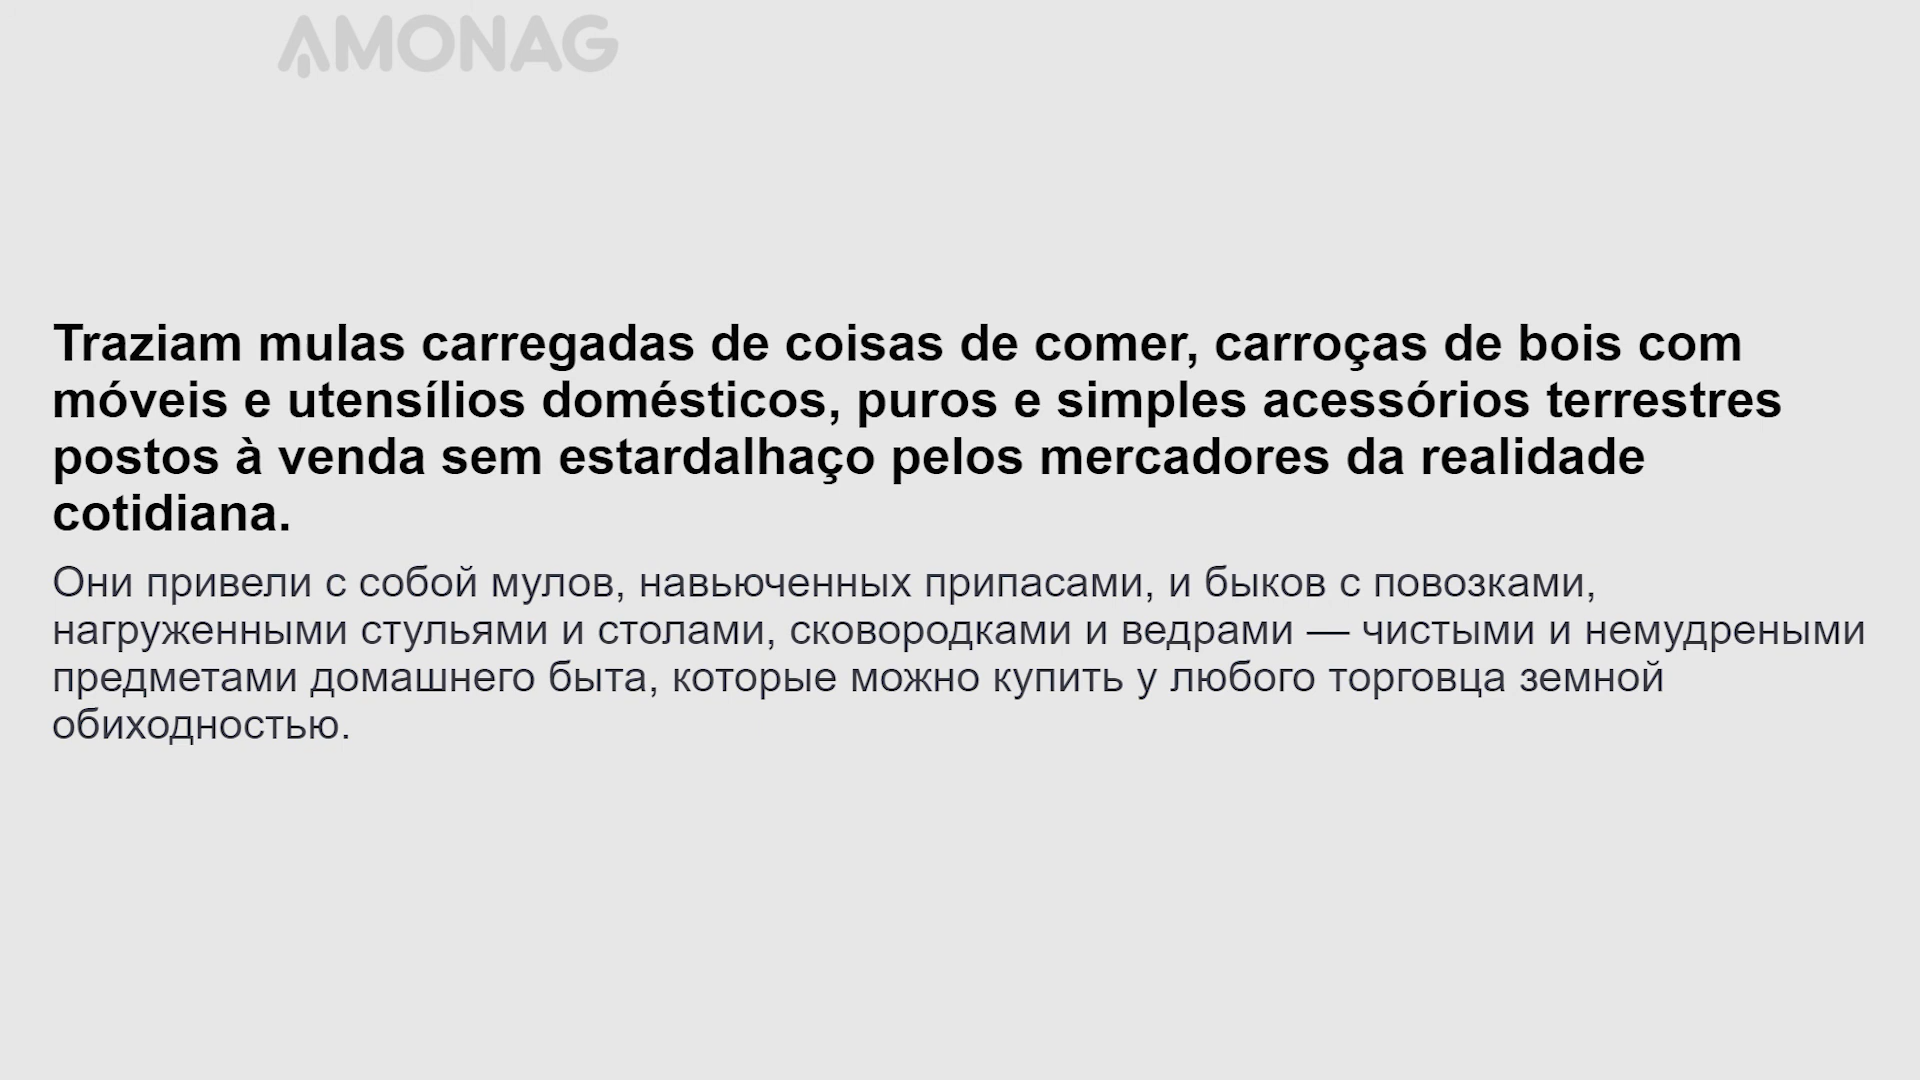 AMONAG
Traziam mulas carregadas de coisas de comer, carroças de bois com
móveis e utensílios domésticos, puros e simples acessórios terrestres
postos à venda sem estardalhaço pelos mercadores da realidade
cotidiana.
Они привели с собой мулов, навьюченных припасами, и быков с повозками,
нагруженными стульями и столами, сковородками и ведрами — чистыми и немудреными
предметами домашнего быта, которые можно купить у любого торговца земной
обиходностью.